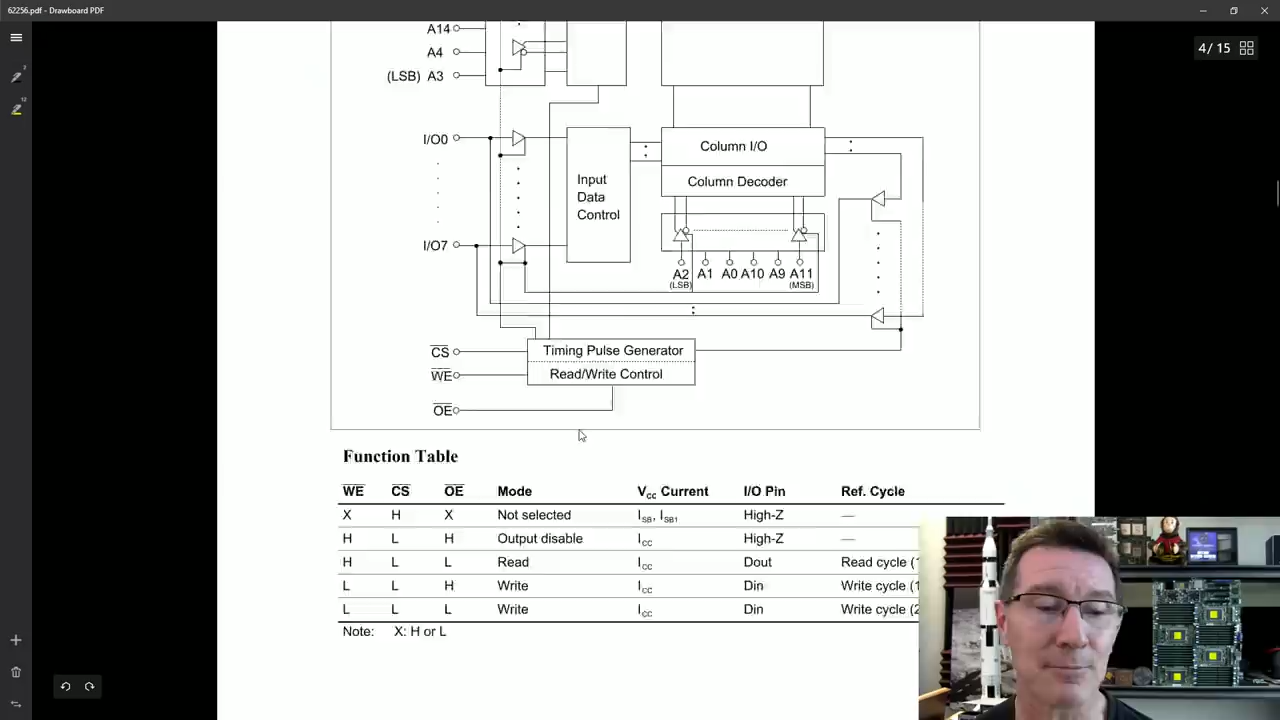 62256.pdf - Drawboard PDF
4 / 15
A14
A4
(LSB) A3
I/O0
Column I/O
Input
Data
Control
Column Decoder
I/O7
A2 A1 A0 A10 A9 A11
(LSB) (MSB)
CS
Timing Pulse Generator
WE
Read/Write Control
OE
Function Table
WE CS OE Mode VCC Current I/O Pin Ref. Cycle
X H X Not selected ISB, ISB1 High-Z —
H L H Output disable ICC High-Z —
H L L Read ICC Dout Read cycle (
L L H Write ICC Din Write cycle (
L L L Write ICC Din Write cycle (2
Note: X: H or L